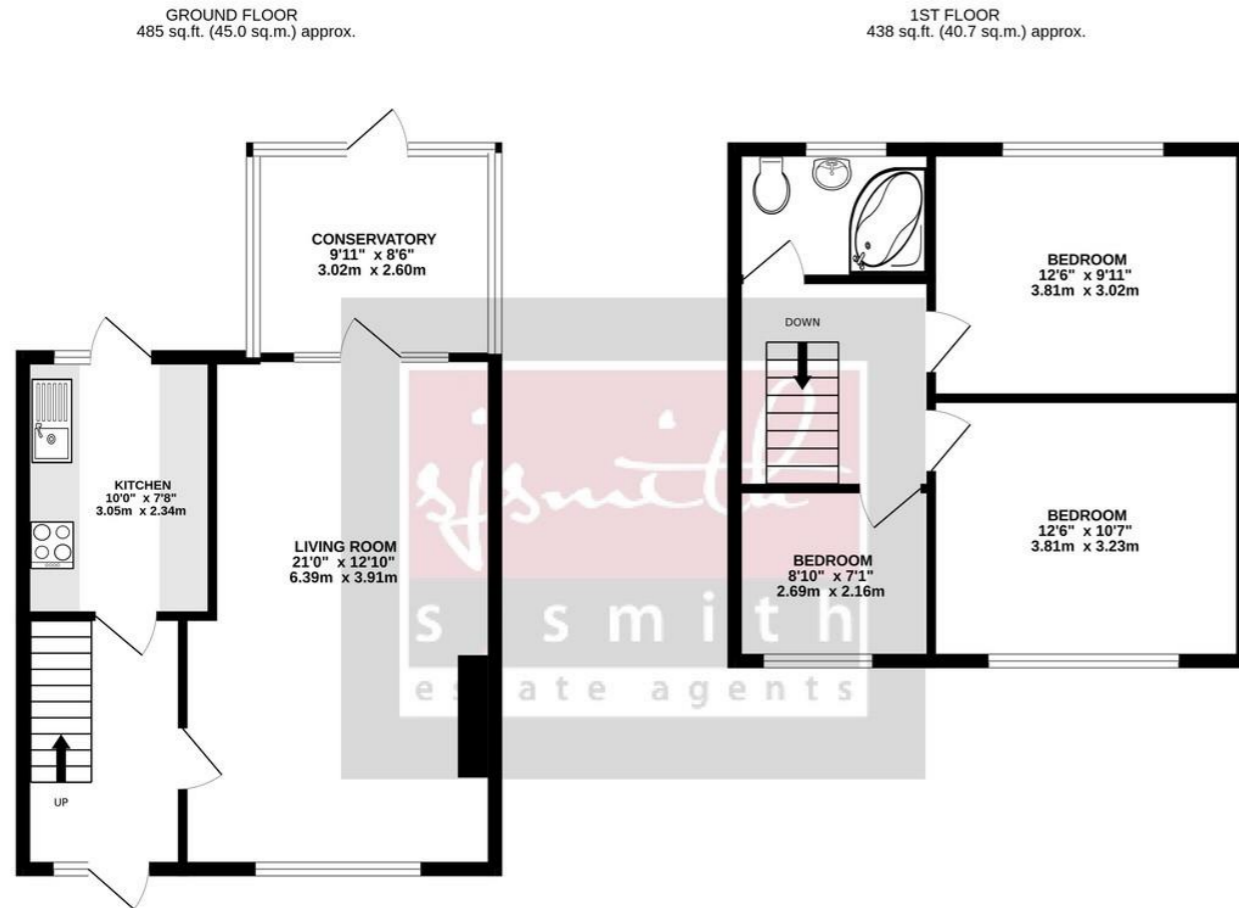 GROUND FLOOR
485 sq.ft. (45.0 sq.m.) approx.
1ST FLOOR
438 sq.ft. (40.7 sq.m.) approx.
CONSERVATORY
9'11" x 8'6"
3.02m x 2.60m
KITCHEN
10'0" x 7'8"
3.05m x 2.34m
LIVING ROOM
21'0" x 12'10"
6.39m x 3.91m
UP
DOWN
BEDROOM
12'6" x 9'11"
3.81m x 3.02m
BEDROOM
12'6" x 10'7"
3.81m x 3.23m
BEDROOM
8'10" x 7'1"
2.69m x 2.16m
sjsmith
s smith
estate agents